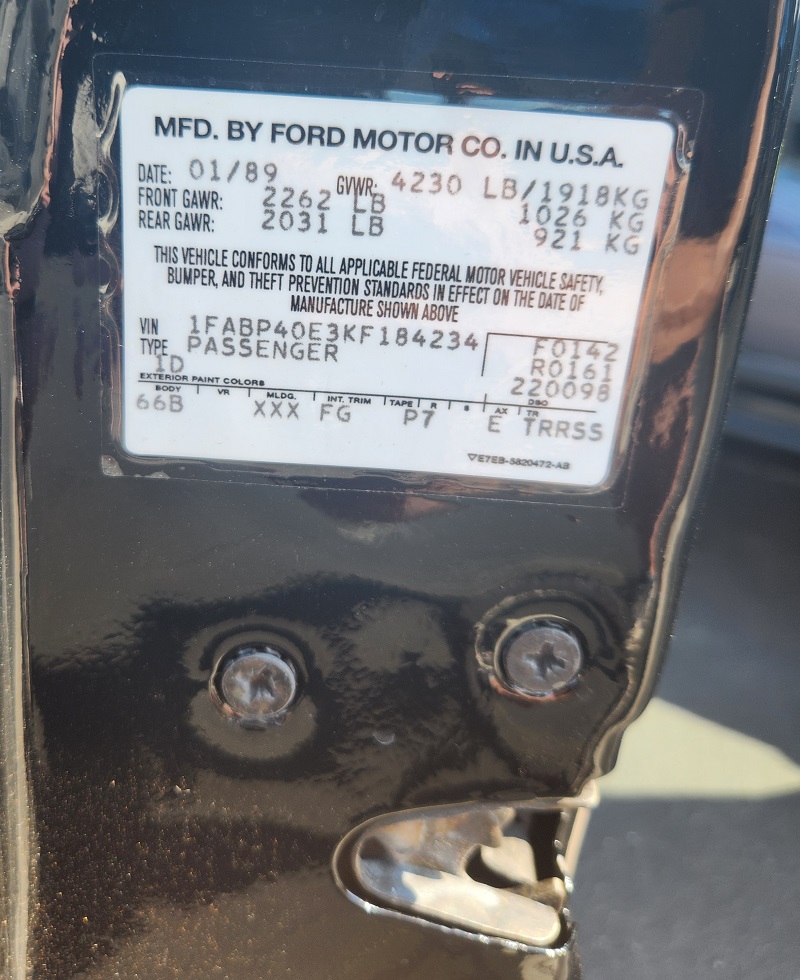 MFD. BY FORD MOTOR CO. IN U.S.A.
DATE: 01/89 GVWR: 4230 LB/1918KG
FRONT GAWR: 2262 LB 1026 KG
REAR GAWR: 2031 LB 921 KG
THIS VEHICLE CONFORMS TO ALL APPLICABLE FEDERAL MOTOR VEHICLE SAFETY,
BUMPER, AND THEFT PREVENTION STANDARDS IN EFFECT ON THE DATE OF
MANUFACTURE SHOWN ABOVE
VIN 1FABP40E3KF184234 F0142
TYPE PASSENGER R0161
1D 220098
EXTERIOR PAINT COLORS DSO
BODY VR MLDG. INT. TRIM TAPE R S AX TR
66B XXX FG P7 E TRRSS
▽E7EB-5820472-AB